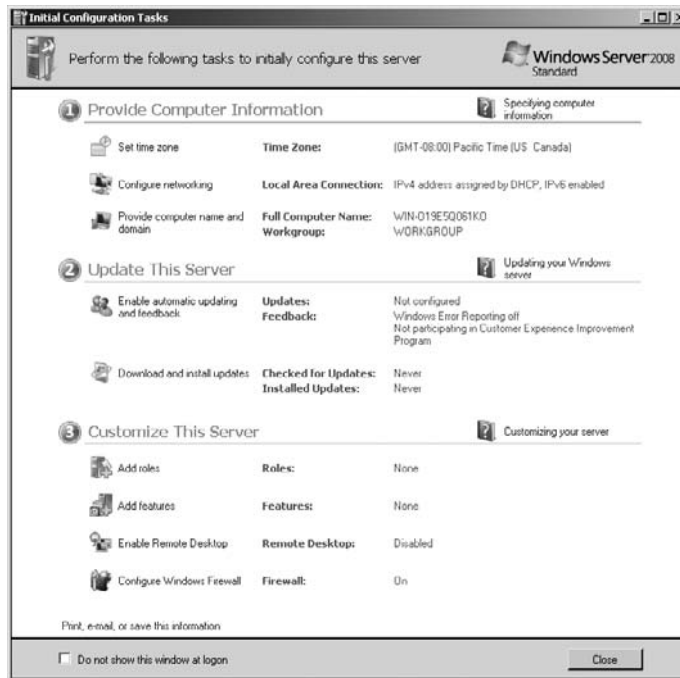 Initial Configuration Tasks
Perform the following tasks to initially configure this server
Windows Server 2008
Standard
1 Provide Computer Information
Specifying computer
information
Set time zone Time Zone: (GMT-08:00) Pacific Time (US Canada)
Configure networking Local Area Connection: IPv4 address assigned by DHCP, IPv6 enabled
Provide computer name and
domain
Full Computer Name: WIN-O19E5Q061KO
Workgroup: WORKGROUP
2 Update This Server
Updating your Windows
server
Enable automatic updating
and feedback
Updates: Not configured
Feedback: Windows Error Reporting off
Not participating in Customer Experience Improvement
Program
Download and install updates Checked for Updates: Never
Installed Updates: Never
3 Customize This Server
Customizing your server
Add roles Roles: None
Add features Features: None
Enable Remote Desktop Remote Desktop: Disabled
Configure Windows Firewall Firewall: On
Print, e-mail, or save this information
Do not show this window at logon
Close